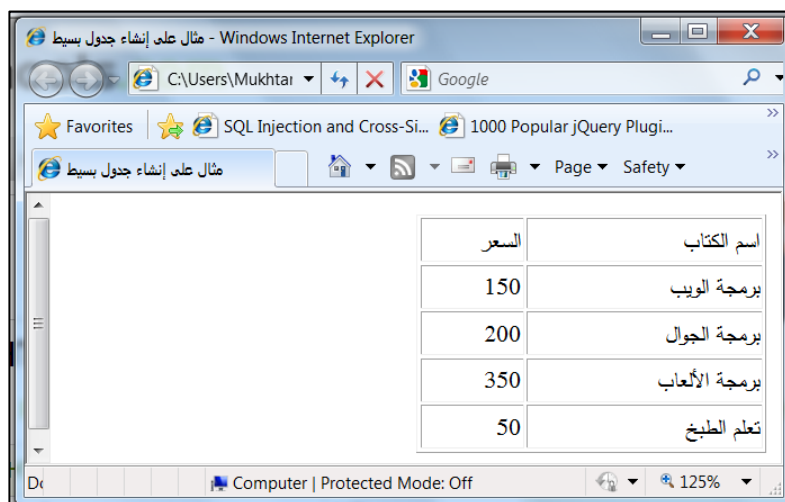 مثال على إنشاء جدول بسيط - Windows Internet Explorer
C:\Users\Mukhtar Google
Favorites SQL Injection and Cross-Si... 1000 Popular jQuery Plugi...
مثال على إنشاء جدول بسيط Page Safety
اسم الكتاب السعر
برمجة الويب 150
برمجة الجوال 200
برمجة الألعاب 350
تعلم الطبخ 50
Computer | Protected Mode: Off 125%